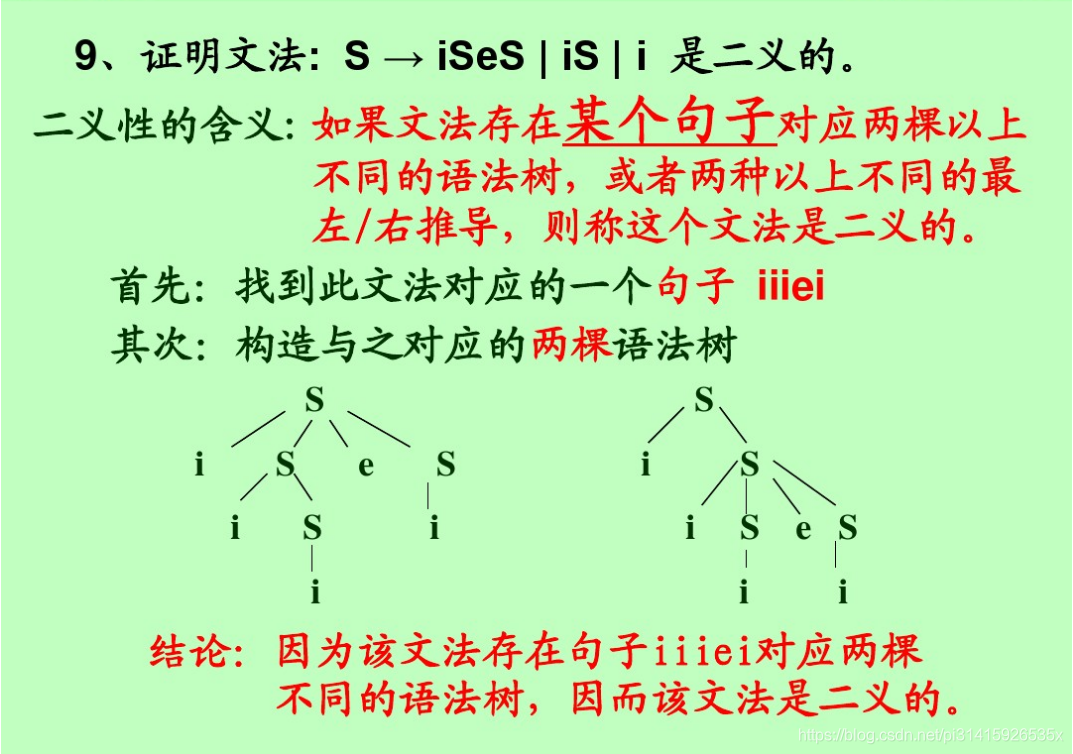 9、证明文法: S → iSeS | iS | i 是二义的。
二义性的含义: 如果文法存在某个句子对应两棵以上
不同的语法树，或者两种以上不同的最
左/右推导，则称这个文法是二义的。
首先：找到此文法对应的一个句子 iiiei
其次：构造与之对应的两棵语法树
S S
i S e S i S
i S i i S e S
i i i
结论：因为该文法存在句子iiiei对应两棵
不同的语法树，因而该文法是二义的。
https://blog.csdn.net/pi31415926535x